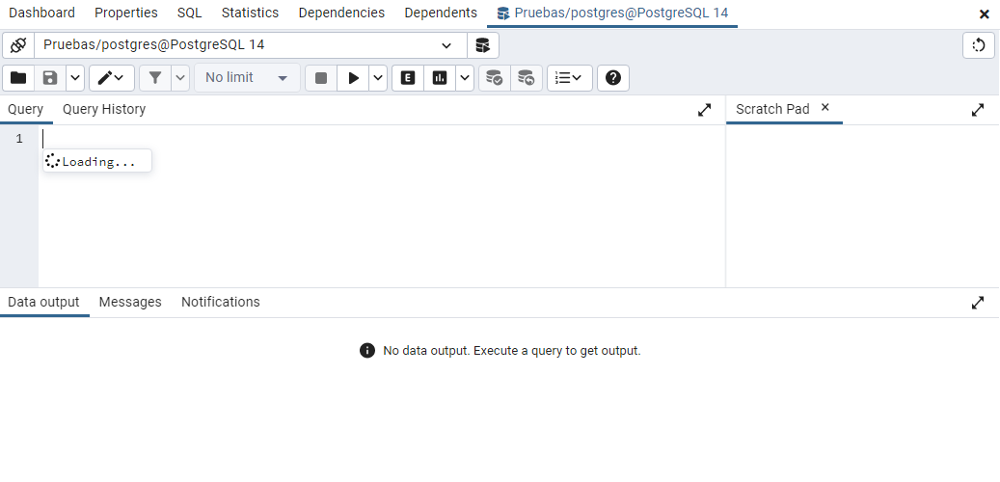 Dashboard Properties SQL Statistics Dependencies Dependents Pruebas/postgres@PostgreSQL 14
Pruebas/postgres@PostgreSQL 14
No limit E
Query Query History Scratch Pad
1
Loading...
Data output Messages Notifications
No data output. Execute a query to get output.